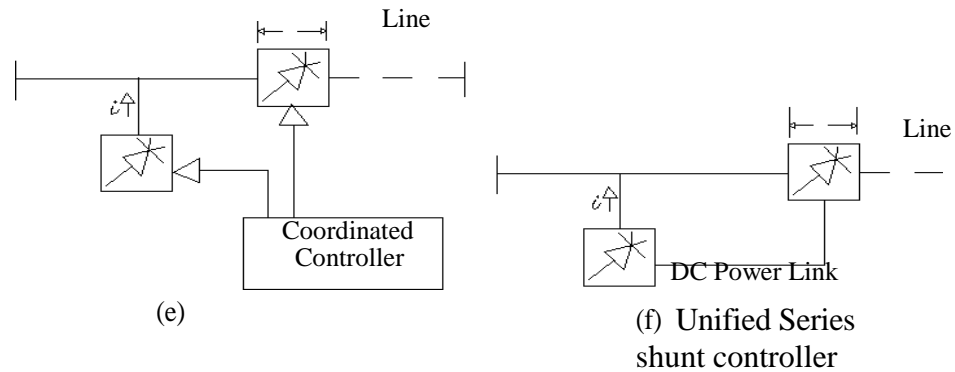 Line
i
Coordinated
Controller
(e)
Line
i
DC Power Link
(f) Unified Series
shunt controller